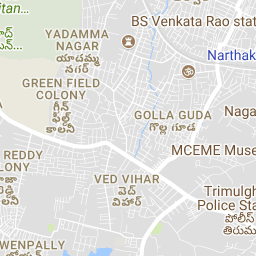 itan...
BS Venkata Rao stat
YADAMMA
NAGAR
యాదమ్మ
నగర్
Narthak
GREEN FIELD
COLONY
గ్రీన్
ఫీల్డ్
కాలనీ
GOLLA GUDA
గొల్ల గూడ
Naga
MCEME Muse
REDDY
LONY
VED VIHAR
వెడ్
విహార్
Trimulgh
Police Sta
పోలీస్
తిరుమ
WENPALLY